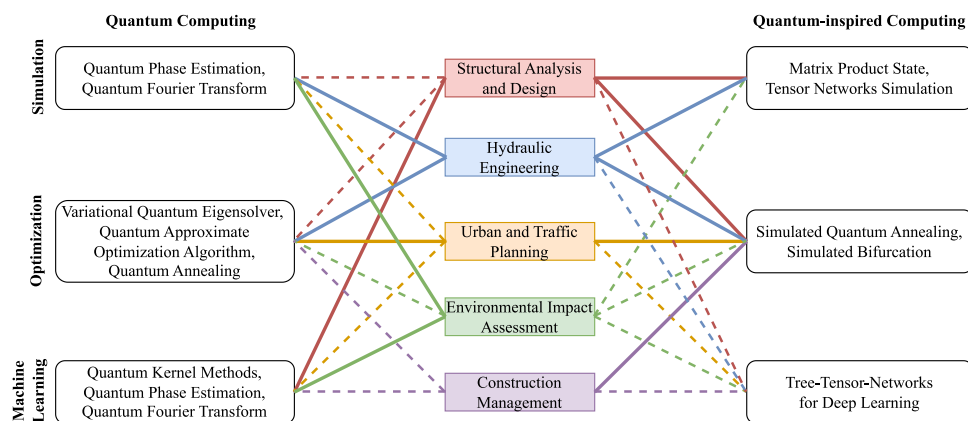 Quantum Computing
Quantum-inspired Computing
Simulation
Quantum Phase Estimation,
Quantum Fourier Transform
Structural Analysis
and Design
Matrix Product State,
Tensor Networks Simulation
Hydraulic
Engineering
Optimization
Variational Quantum Eigensolver,
Quantum Approximate
Optimization Algorithm,
Quantum Annealing
Urban and Traffic
Planning
Simulated Quantum Annealing,
Simulated Bifurcation
Environmental Impact
Assessment
Machine
Learning
Quantum Kernel Methods,
Quantum Phase Estimation,
Quantum Fourier Transform
Construction
Management
Tree-Tensor-Networks
for Deep Learning